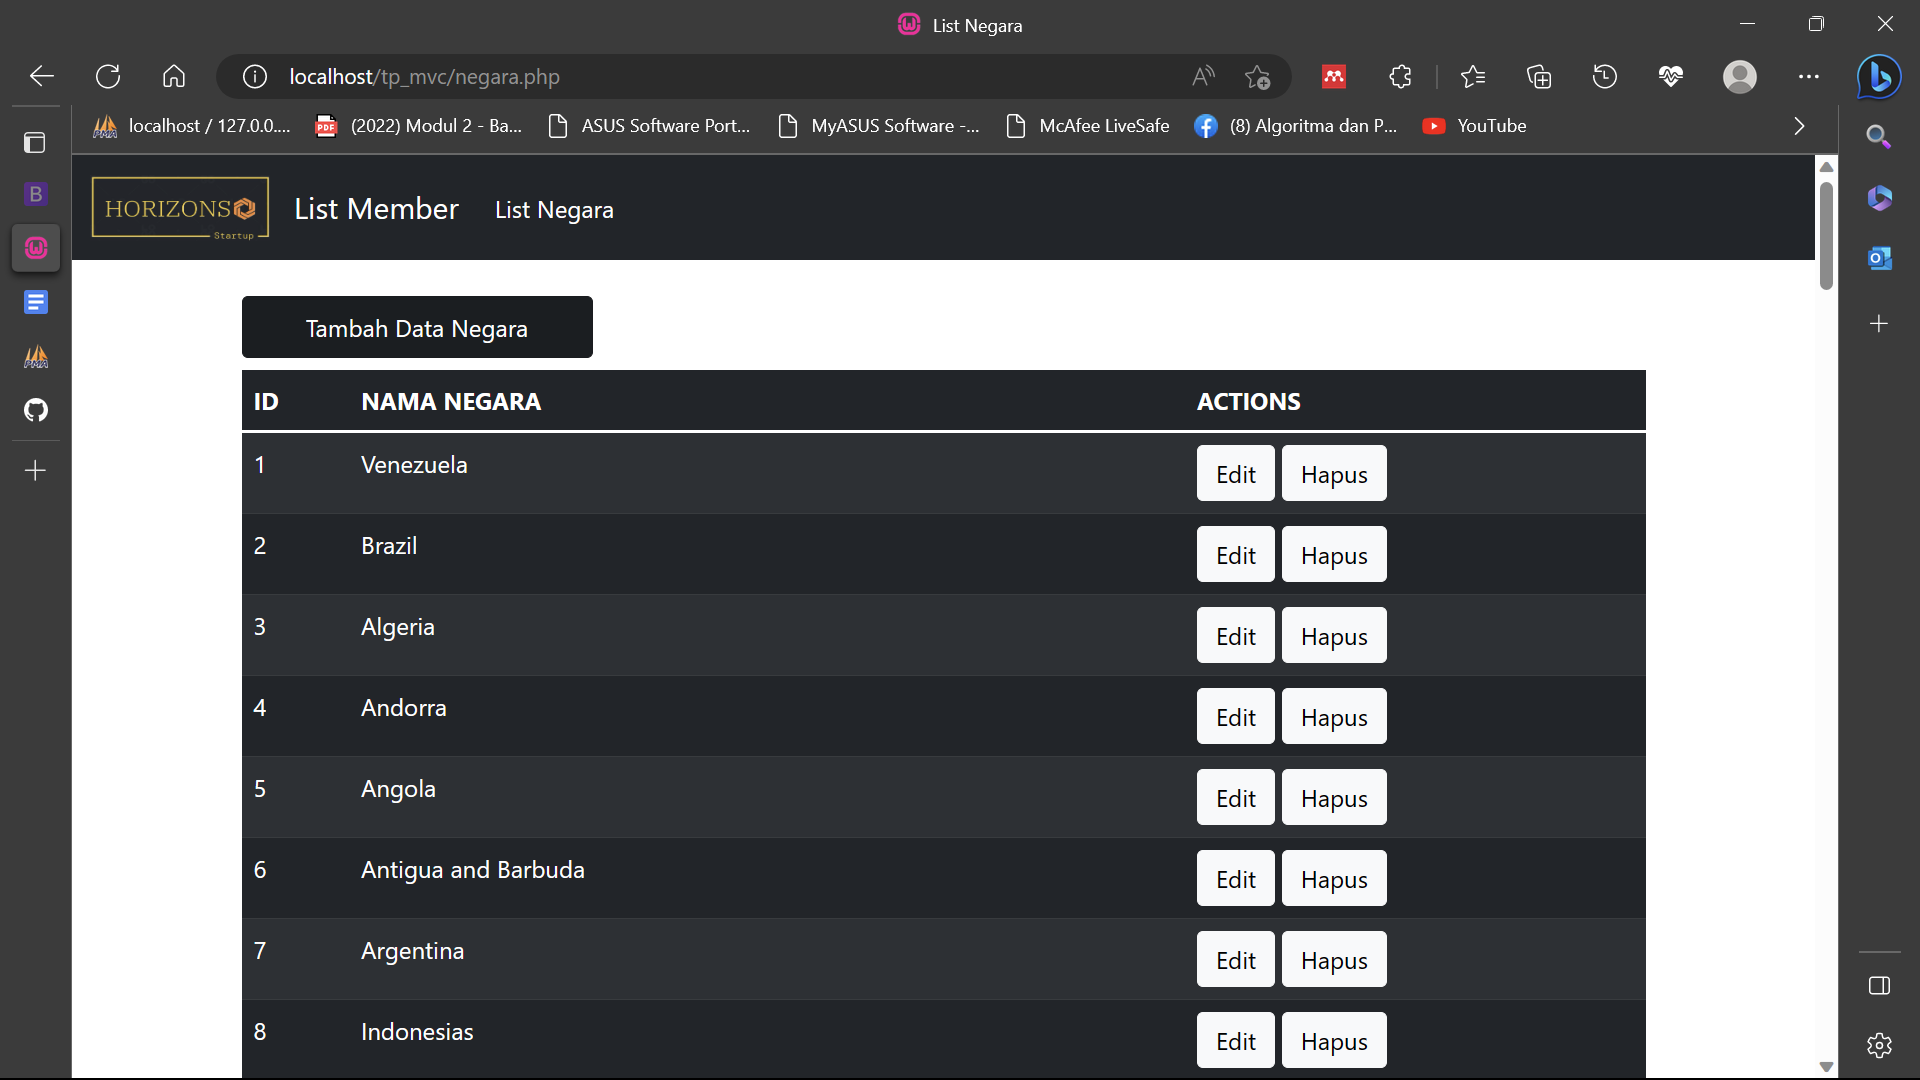 List Negara
localhost/tp_mvc/negara.php
localhost / 127.0.0.... (2022) Modul 2 - Ba... ASUS Software Port... MyASUS Software -... McAfee LiveSafe (8) Algoritma dan P... YouTube
HORIZONS
Startup
List Member List Negara
Tambah Data Negara
ID NAMA NEGARA ACTIONS
1 Venezuela Edit Hapus
2 Brazil Edit Hapus
3 Algeria Edit Hapus
4 Andorra Edit Hapus
5 Angola Edit Hapus
6 Antigua and Barbuda Edit Hapus
7 Argentina Edit Hapus
8 Indonesias Edit Hapus